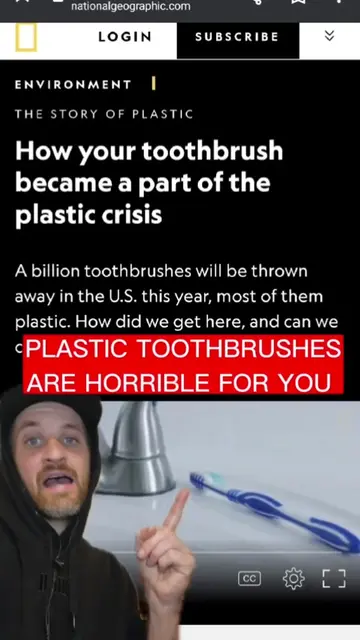 nationalgeographic.com
LOGIN
SUBSCRIBE
ENVIRONMENT
THE STORY OF PLASTIC
How your toothbrush
became a part of the
plastic crisis
A billion toothbrushes will be thrown
away in the U.S. this year, most of them
plastic. How did we get here, and can we
PLASTIC TOOTHBRUSHES
ARE HORRIBLE FOR YOU
CC